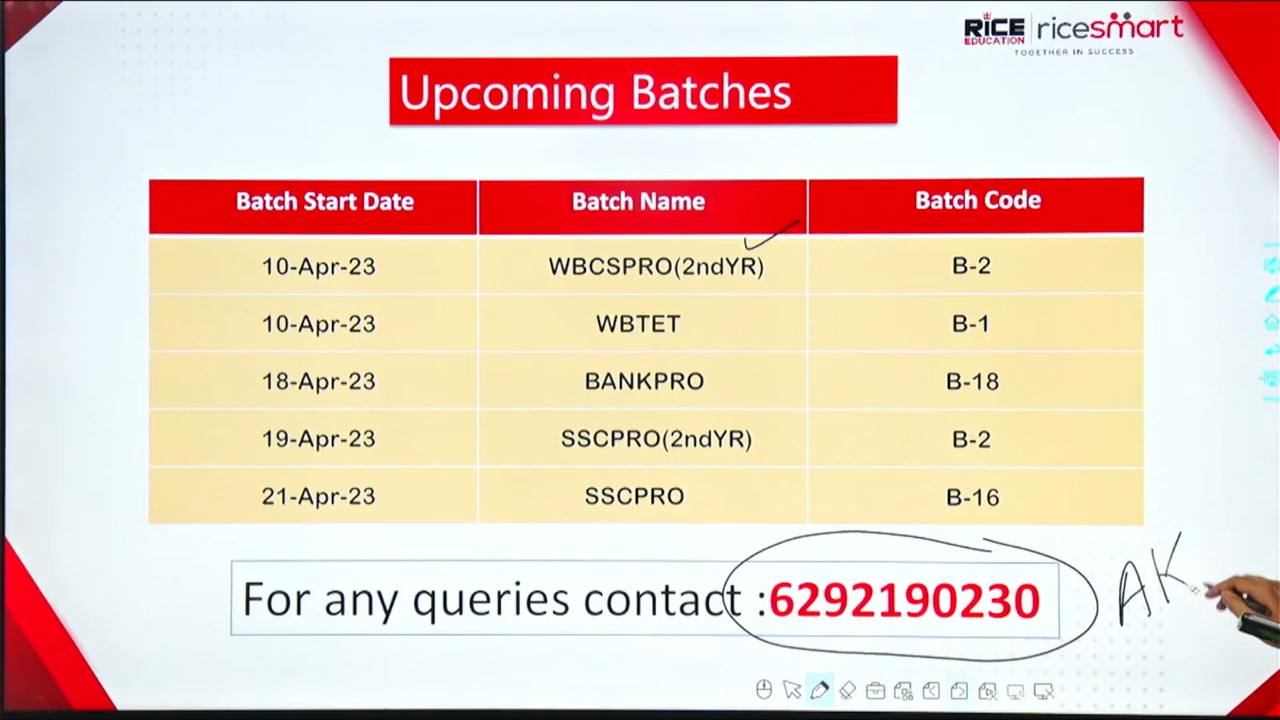 RICE EDUCATION | ricesmart
TOGETHER IN SUCCESS
Upcoming Batches
Batch Start Date Batch Name Batch Code
10-Apr-23 WBCSPRO(2ndYR) B-2
10-Apr-23 WBTET B-1
18-Apr-23 BANKPRO B-18
19-Apr-23 SSCPRO(2ndYR) B-2
21-Apr-23 SSCPRO B-16
For any queries contact :6292190230
AK